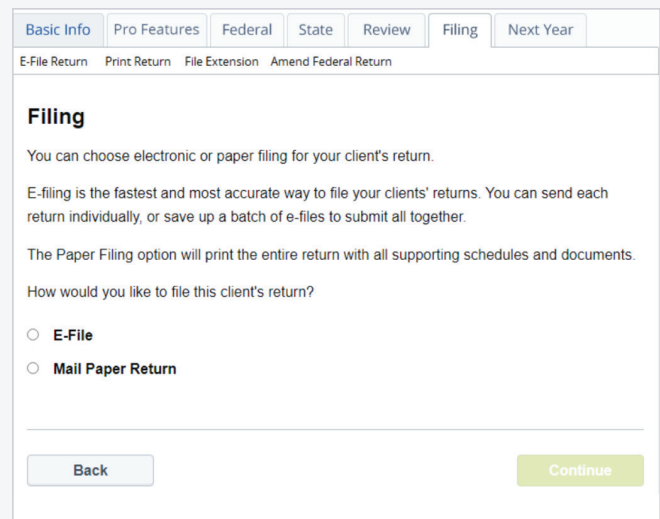 Basic Info Pro Features Federal State Review Filing Next Year
E-File Return Print Return File Extension Amend Federal Return
Filing
You can choose electronic or paper filing for your client's return.
E-filing is the fastest and most accurate way to file your clients' returns. You can send each
return individually, or save up a batch of e-files to submit all together.
The Paper Filing option will print the entire return with all supporting schedules and documents.
How would you like to file this client's return?
E-File
Mail Paper Return
Back Continue